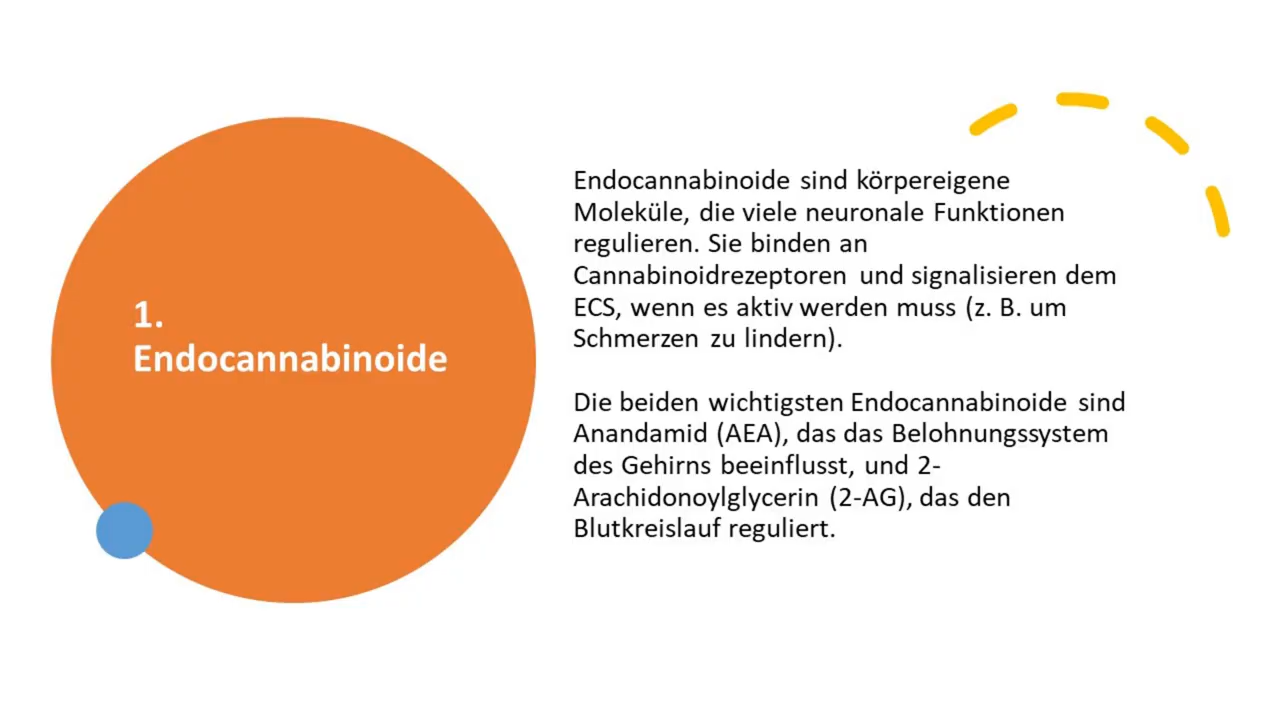 1.
Endocannabinoide
Endocannabinoide sind körpereigene
Moleküle, die viele neuronale Funktionen
regulieren. Sie binden an
Cannabinoidrezeptoren und signalisieren dem
ECS, wenn es aktiv werden muss (z. B. um
Schmerzen zu lindern).
Die beiden wichtigsten Endocannabinoide sind
Anandamid (AEA), das das Belohnungssystem
des Gehirns beeinflusst, und 2-
Arachidonoylglycerin (2-AG), das den
Blutkreislauf reguliert.